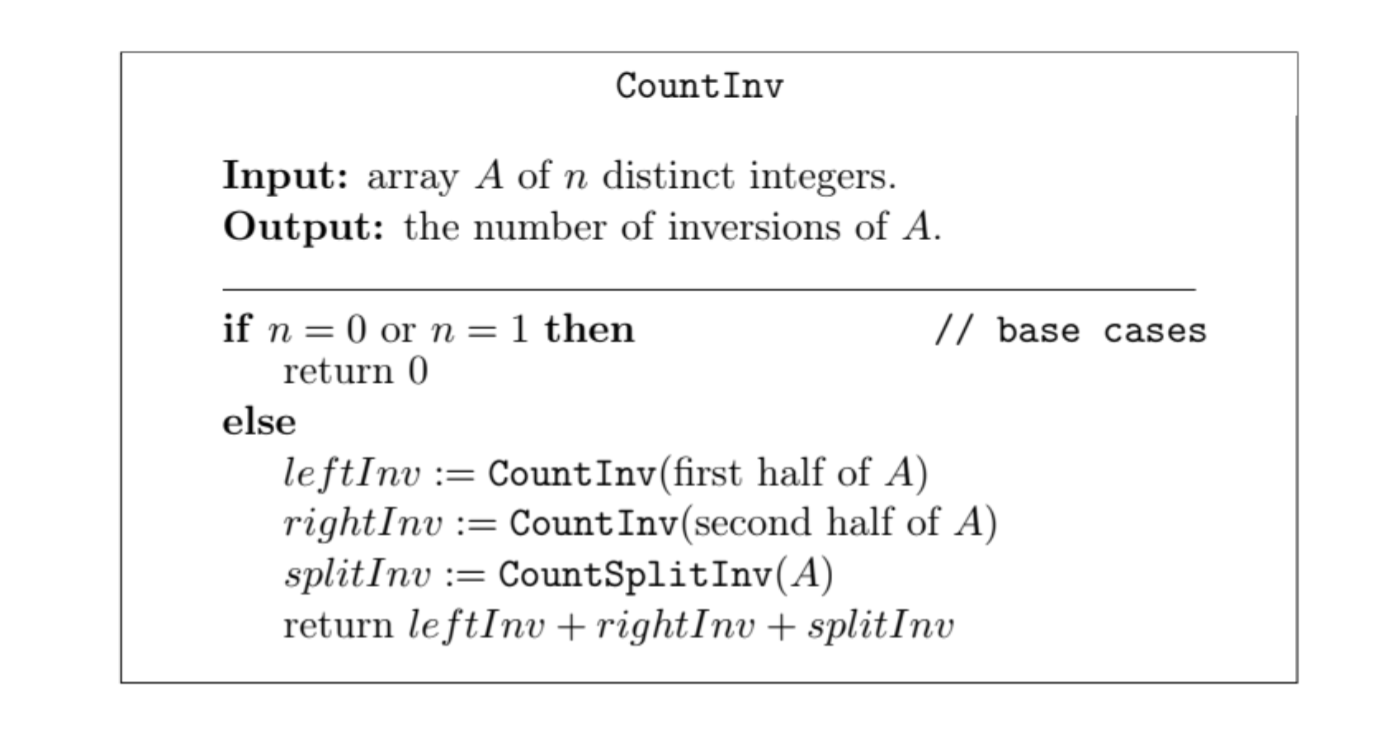 CountInv
Input: array A of n distinct integers.
Output: the number of inversions of A.
if n = 0 or n = 1 then // base cases
return 0
else
leftInv := CountInv(first half of A)
rightInv := CountInv(second half of A)
splitInv := CountSplitInv(A)
return leftInv + rightInv + splitInv